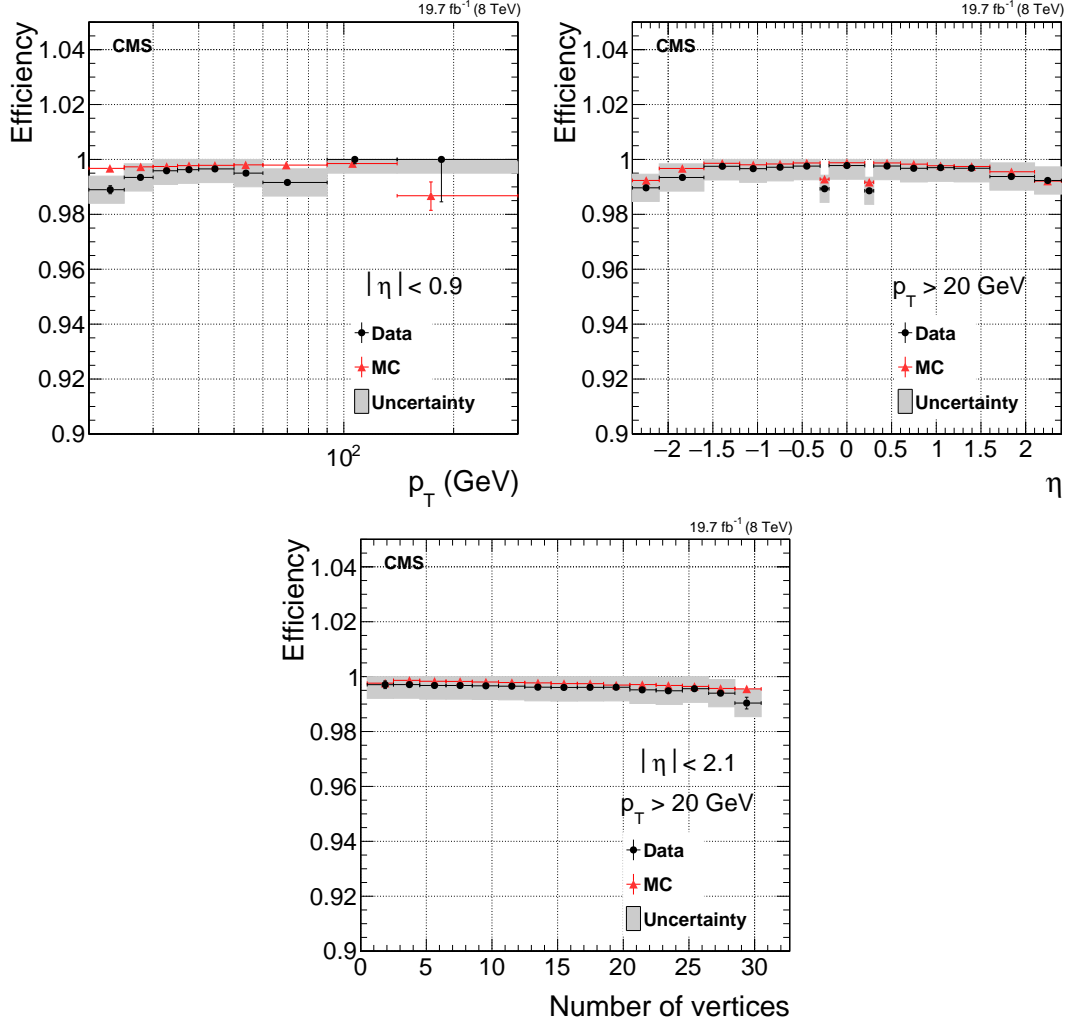 19.7 fb⁻¹ (8 TeV)
CMS
Efficiency
1.04
1.02
1
0.98
0.96
0.94
0.92
0.9
| η | < 0.9
Data
MC
Uncertainty
10²
p_T (GeV)
19.7 fb⁻¹ (8 TeV)
CMS
Efficiency
1.04
1.02
1
0.98
0.96
0.94
0.92
0.9
p_T > 20 GeV
Data
MC
Uncertainty
−2 −1.5 −1 −0.5 0 0.5 1 1.5 2
η
19.7 fb⁻¹ (8 TeV)
CMS
Efficiency
1.04
1.02
1
0.98
0.96
0.94
0.92
0.9
| η | < 2.1
p_T > 20 GeV
Data
MC
Uncertainty
0 5 10 15 20 25 30
Number of vertices